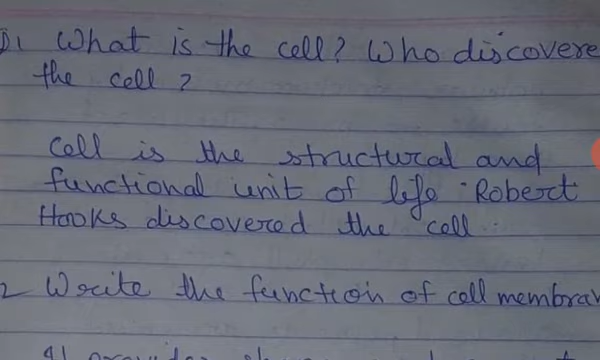 Q1 What is the cell? Who discovere
the cell?
Cell is the structural and
functional unit of life. Robert
Hooks discovered the cell.
2 Write the function of cell membran